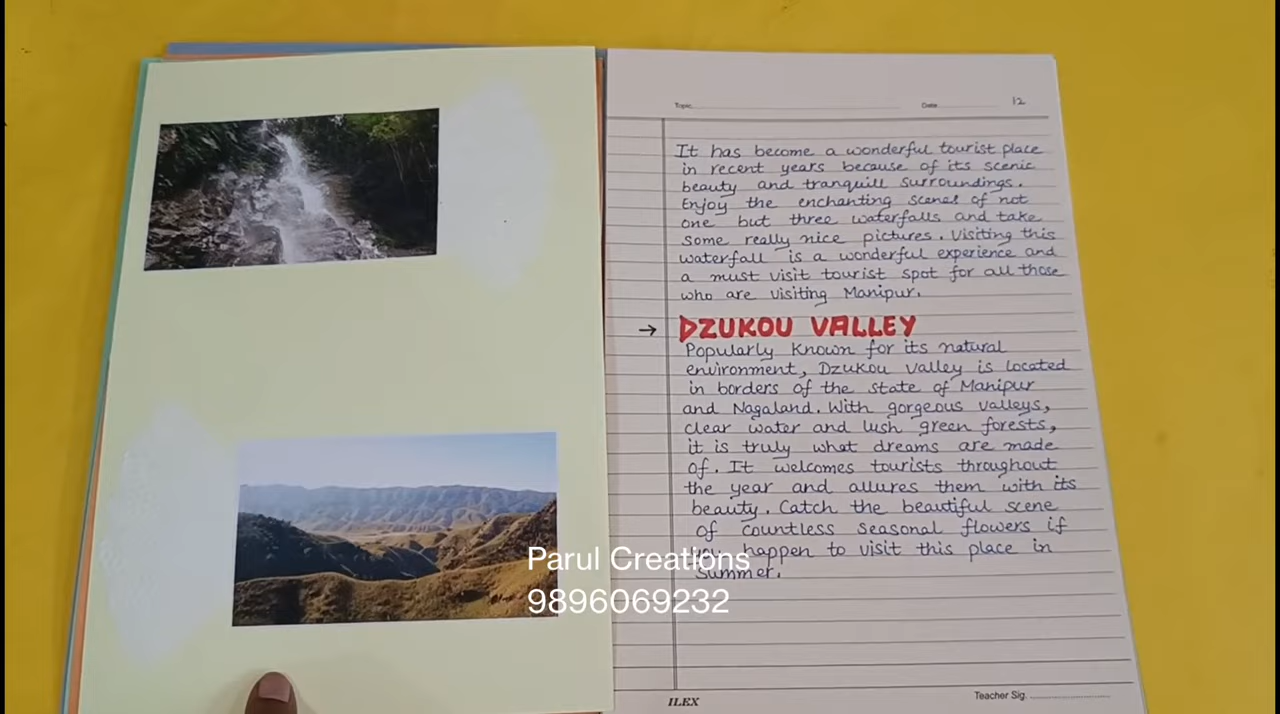 Topic
Date
12
It has become a wonderful tourist place
in recent years because of its scenic
beauty and tranquill surroundings.
Enjoy the enchanting scenes of not
one but three waterfalls and take
some really nice pictures. Visiting this
waterfall is a wonderful experience and
a must visit tourist spot for all those
who are visiting Manipur.
→ DZUKOU VALLEY
Popularly known for its natural
environment, Dzukou valley is located
in borders of the state of Manipur
and Nagaland. With gorgeous valleys,
clear water and lush green forests,
it is truly what dreams are made
of. It welcomes tourists throughout
the year and allures them with its
beauty. Catch the beautiful scene
of countless seasonal flowers if
you happen to visit this place in
summer.
Parul Creations
9896069232
ILEX
Teacher Sig.